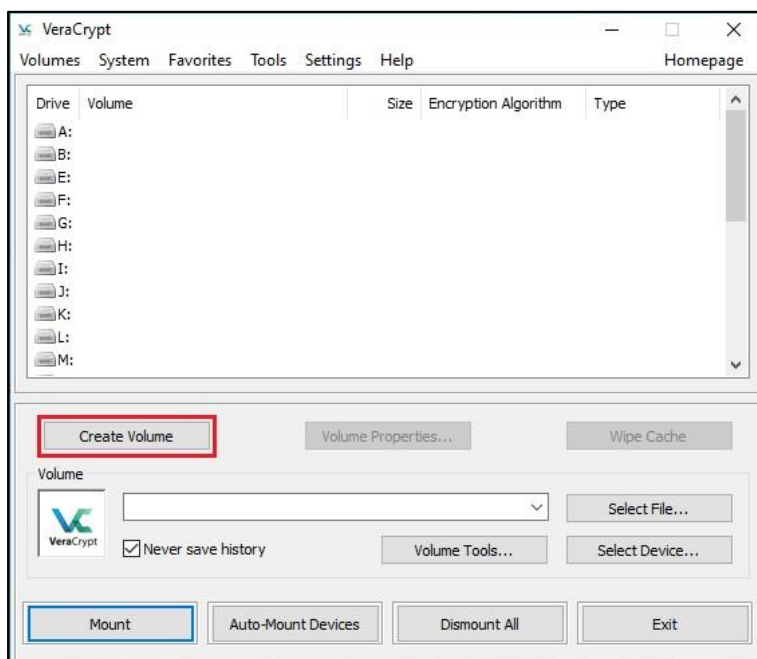 VeraCrypt
Volumes System Favorites Tools Settings Help Homepage
Drive Volume Size Encryption Algorithm Type
A:
B:
E:
F:
G:
H:
I:
J:
K:
L:
M:
Create Volume Volume Properties... Wipe Cache
Volume
VeraCrypt
Select File...
Never save history Volume Tools... Select Device...
Mount Auto-Mount Devices Dismount All Exit